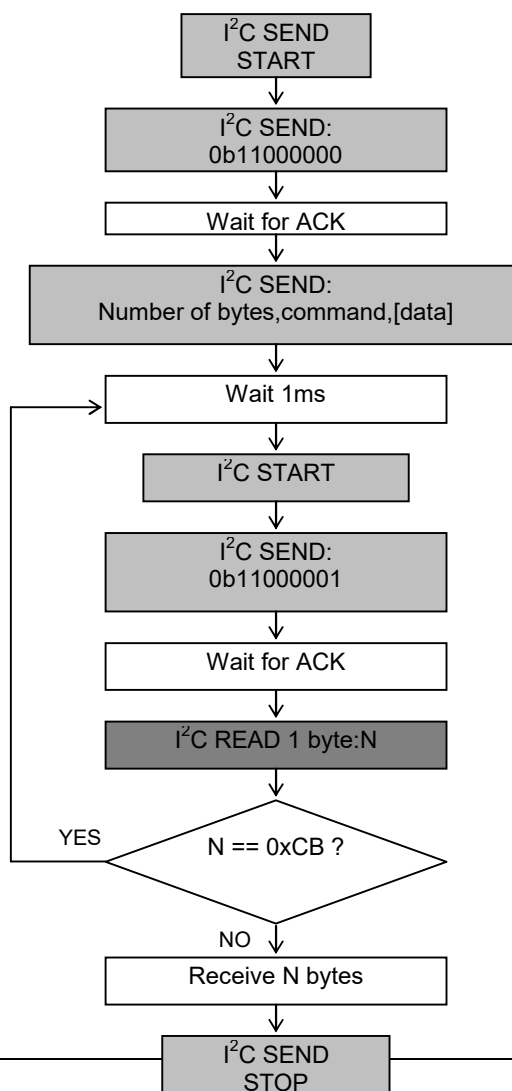 I²C SEND
START
I²C SEND:
0b11000000
Wait for ACK
I²C SEND:
Number of bytes,command,[data]
Wait 1ms
I²C START
I²C SEND:
0b11000001
Wait for ACK
I²C READ 1 byte:N
YES
N == 0xCB ?
NO
Receive N bytes
I²C SEND
STOP